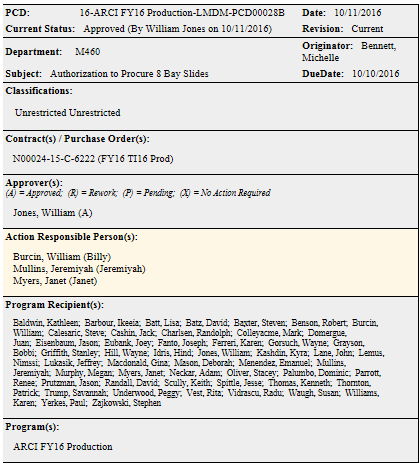 PCD: 16-ARCI FY16 Production-LMDM-PCD00028B Date: 10/11/2016
Current Status: Approved (By William Jones on 10/11/2016) Revision: Current
Department: M460 Originator: Bennett, Michelle
Subject: Authorization to Procure 8 Bay Slides DueDate: 10/10/2016
Classifications:
Unrestricted Unrestricted
Contract(s) / Purchase Order(s):
N00024-15-C-6222 (FY16 TI16 Prod)
Approver(s):
(A) = Approved; (R) = Rework; (P) = Pending; (X) = No Action Required
Jones, William (A)
Action Responsible Person(s):
Burcin, William (Billy)
Mullins, Jeremiyah (Jeremiyah)
Myers, Janet (Janet)
Program Recipient(s):
Baldwin, Kathleen; Barbour, Ikeeia; Batt, Lisa; Batz, David; Baxter, Steven; Benson, Robert; Burcin,
William; Calesaric, Steve; Cashin, Jack; Charlsen, Randolph; Colleyacme, Mark; Domergue,
Juan; Eisenbaum, Jason; Eubank, Joey; Fanto, Joseph; Ferreri, Karen; Gorsuch, Wayne; Grayson,
Bobbi; Griffith, Stanley; Hill, Wayne; Idris, Hind; Jones, William; Kashdin, Kyra; Lane, John; Lemus,
Nimssi; Lukasik, Jeffrey; Macdonald, Gina; Mason, Deborah; Menendez, Emanuel; Mullins,
Jeremiyah; Murphy, Megan; Myers, Janet; Neckar, Adam; Oliver, Stacey; Palumbo, Dominic; Parrott,
Renee; Prutzman, Jason; Randall, David; Scully, Keith; Spittle, Jesse; Thomas, Kenneth; Thornton,
Patrick; Trump, Savannah; Underwood, Peggy; Vest, Rita; Vidrascu, Radu; Waugh, Susan; Williams,
Karen; Yerkes, Paul; Zajkowski, Stephen
Program(s):
ARCI FY16 Production